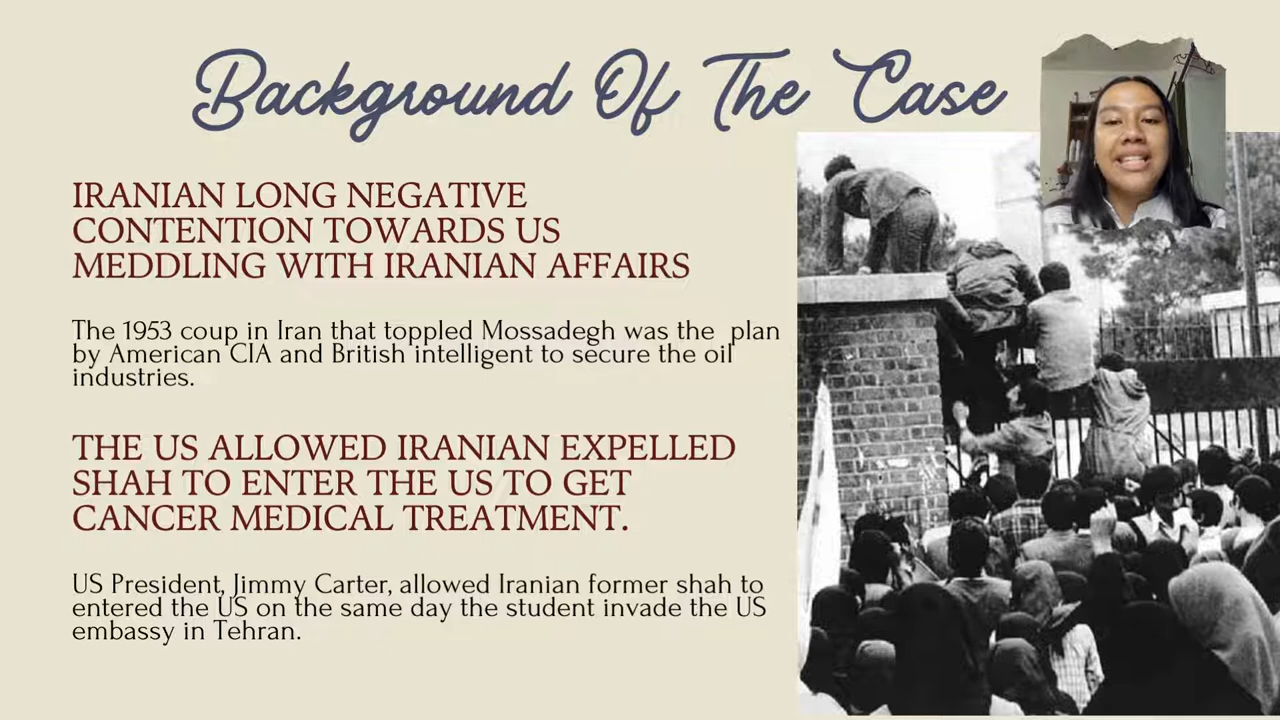 Background Of The Case
IRANIAN LONG NEGATIVE
CONTENTION TOWARDS US
MEDDLING WITH IRANIAN AFFAIRS
The 1953 coup in Iran that toppled Mossadegh was the plan
by American CIA and British intelligent to secure the oil
industries.
THE US ALLOWED IRANIAN EXPELLED
SHAH TO ENTER THE US TO GET
CANCER MEDICAL TREATMENT.
US President, Jimmy Carter, allowed Iranian former shah to
entered the US on the same day the student invade the US
embassy in Tehran.